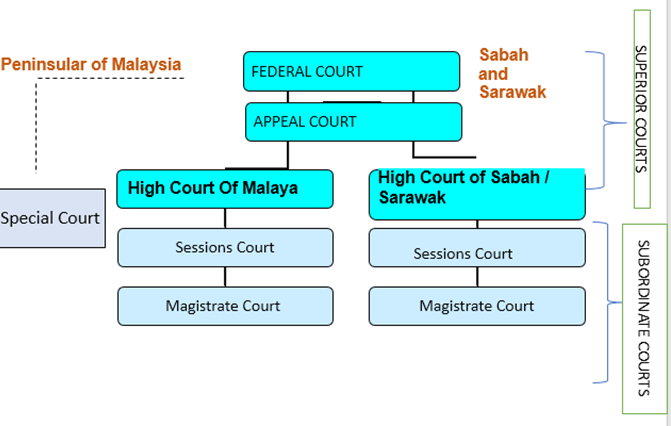 Peninsular of Malaysia
FEDERAL COURT
Sabah
and
Sarawak
SUPERIOR COURTS
APPEAL COURT
High Court Of Malaya
High Court of Sabah /
Sarawak
Special Court
Sessions Court
Sessions Court
SUBORDINATE COURTS
Magistrate Court
Magistrate Court